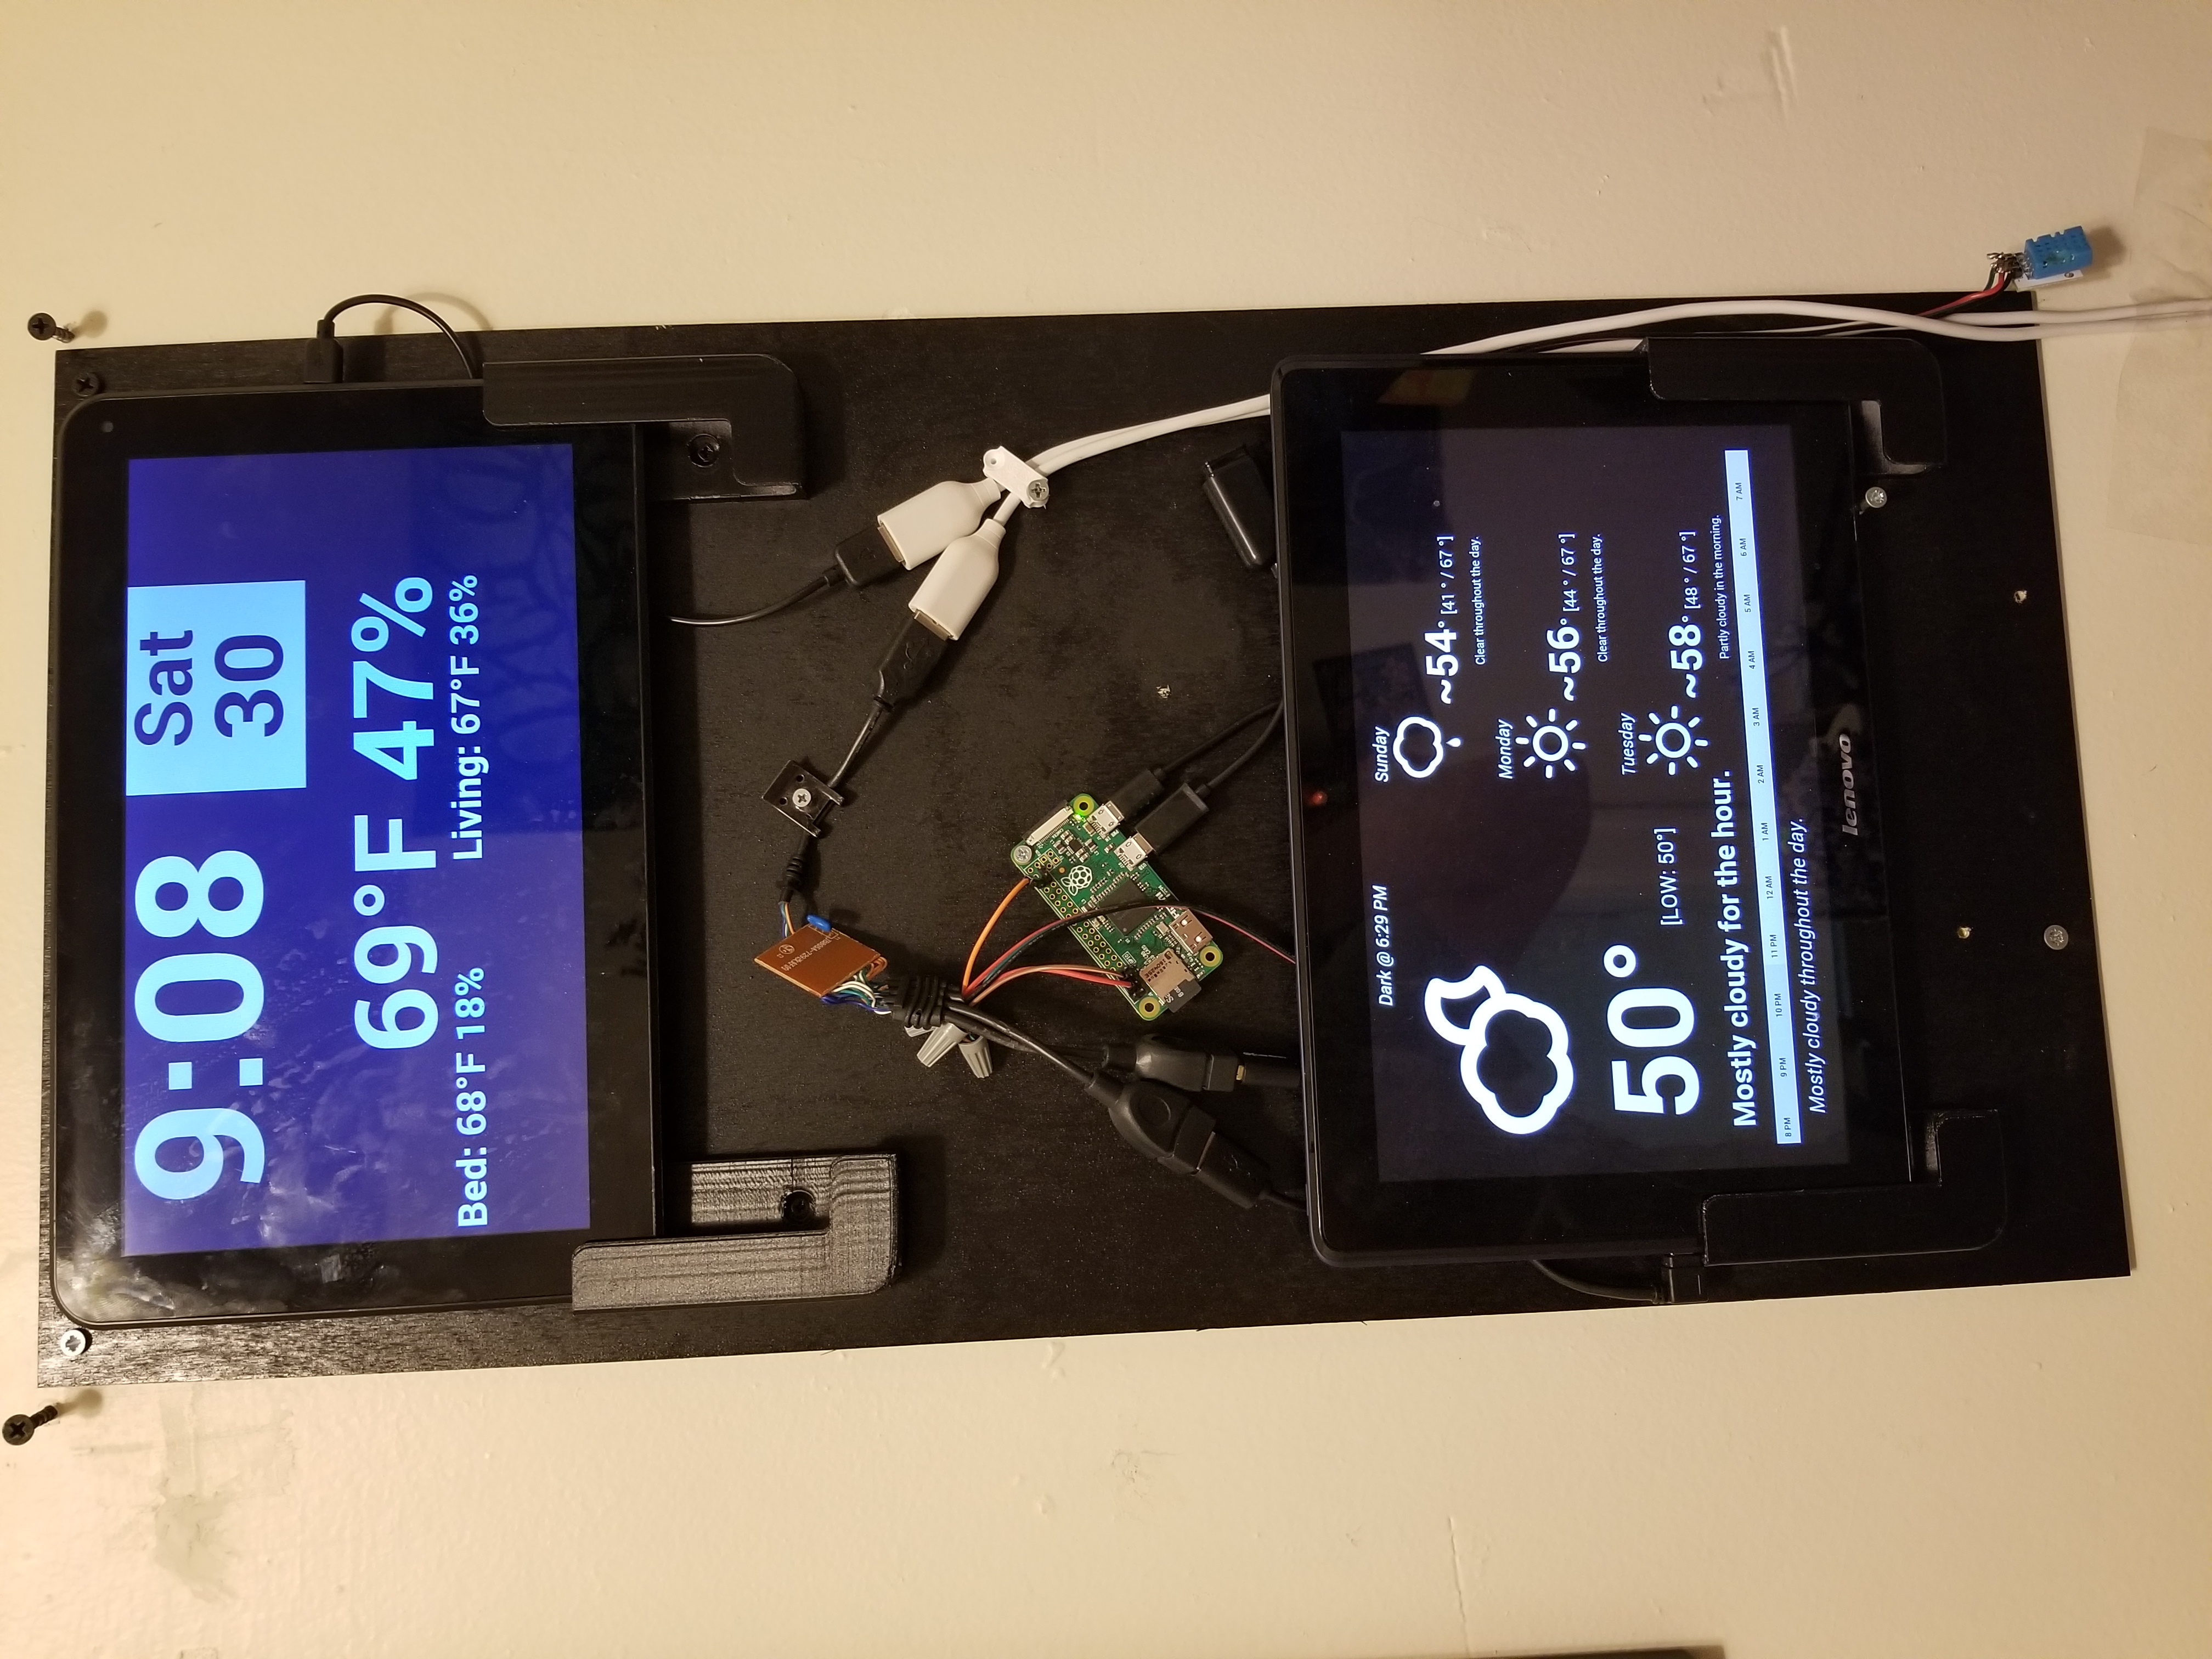 9:08
Sat
30
69°F 47%
Bed: 68°F 18%
Living: 67°F 36%
Dark @ 6:29 PM
50°
[LOW: 50°]
Mostly cloudy for the hour.
Sunday
~54° [41 ° / 67 °]
Clear throughout the day.
Monday
~56° [44 ° / 67 °]
Clear throughout the day.
Tuesday
~58° [48 ° / 67 °]
Partly cloudy in the morning.
8 PM 9 PM 10 PM 11 PM 12 AM 1 AM 2 AM 3 AM 4 AM 5 AM 6 AM 7 AM
Mostly cloudy throughout the day.
lenovo